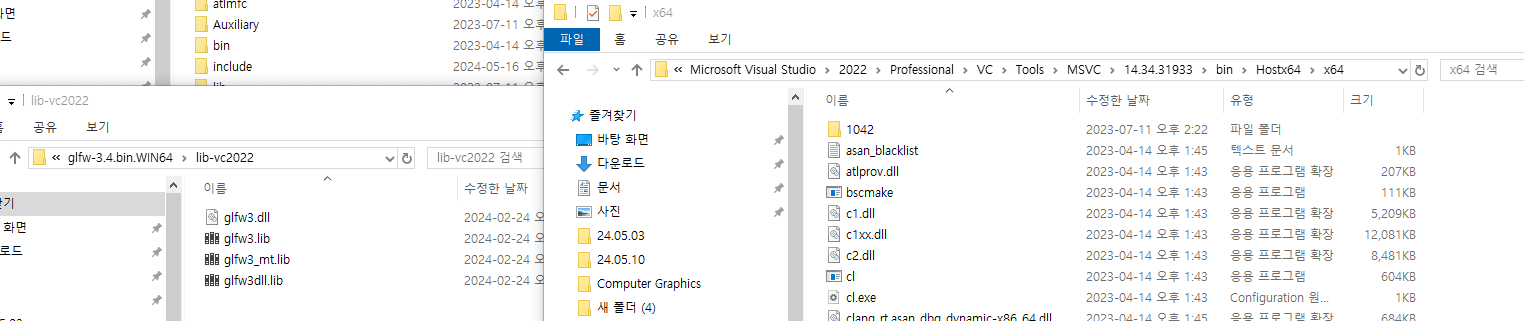 화면
로드
atlmfc 2023-04-14 오후
Auxiliary 2023-07-11 오후
bin 2023-04-14 오후
include 2024-05-16 오후
lib 2023-07-11 오후
lib-vc2022
홈 공유 보기
« glfw-3.4.bin.WIN64 > lib-vc2022
lib-vc2022 검색
이름 수정한 날짜
찾기
화면
로드
glfw3.dll 2024-02-24 오
glfw3.lib 2024-02-24 오
glfw3_mt.lib 2024-02-24 오
glfw3dll.lib 2024-02-24 오
x64
파일 홈 공유 보기
« Microsoft Visual Studio > 2022 > Professional > VC > Tools > MSVC > 14.34.31933 > bin > Hostx64 > x64
x64 검색
즐겨찾기
바탕 화면
다운로드
문서
사진
24.05.03
24.05.10
Computer Graphics
새 폴더 (4)
이름 수정한 날짜 유형 크기
1042 2023-07-11 오후 2:22 파일 폴더
asan_blacklist 2023-04-14 오후 1:45 텍스트 문서 1KB
atlprov.dll 2023-04-14 오후 1:45 응용 프로그램 확장 207KB
bscmake 2023-04-14 오후 1:43 응용 프로그램 111KB
c1.dll 2023-04-14 오후 1:43 응용 프로그램 확장 5,209KB
c1xx.dll 2023-04-14 오후 1:43 응용 프로그램 확장 12,081KB
c2.dll 2023-04-14 오후 1:43 응용 프로그램 확장 8,481KB
cl 2023-04-14 오후 1:43 응용 프로그램 604KB
cl.exe 2023-04-14 오후 1:43 Configuration 원... 1KB
clang_rt.asan_dbg_dynamic-x86_64.dll 2023-04-14 오후 1:45 응용 프로그램 확장 684KB